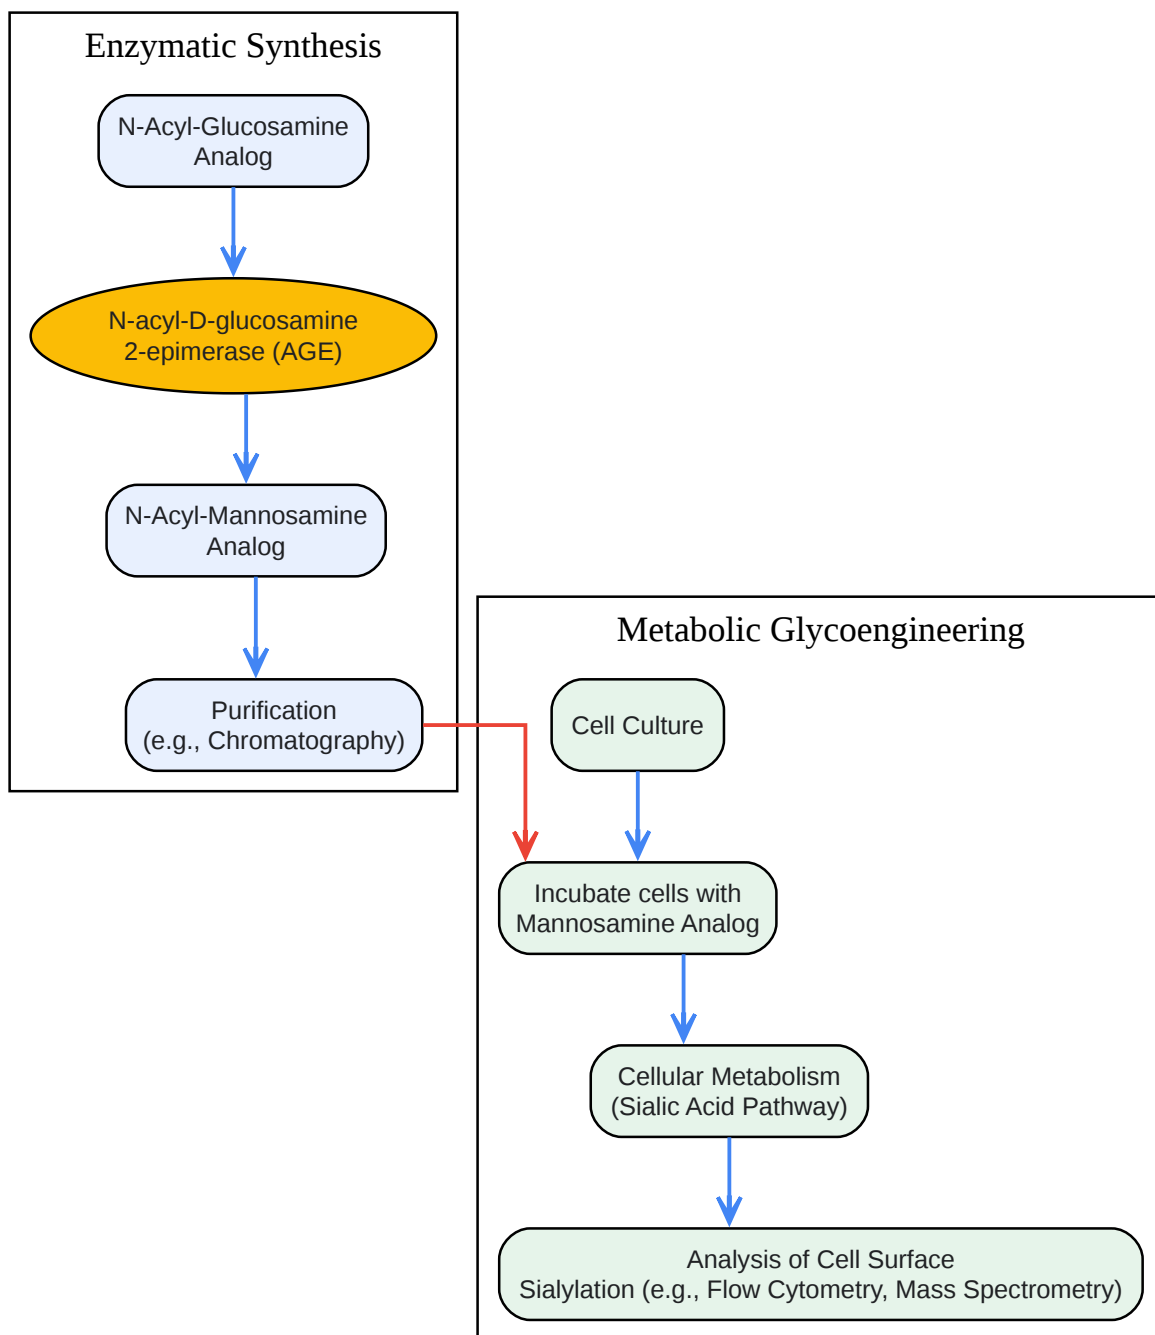 Enzymatic Synthesis
N-Acyl-Glucosamine
Analog
N-acyl-D-glucosamine
2-epimerase (AGE)
N-Acyl-Mannosamine
Analog
Purification
(e.g., Chromatography)
Metabolic Glycoengineering
Cell Culture
Incubate cells with
Mannosamine Analog
Cellular Metabolism
(Sialic Acid Pathway)
Analysis of Cell Surface
Sialylation (e.g., Flow Cytometry, Mass Spectrometry)